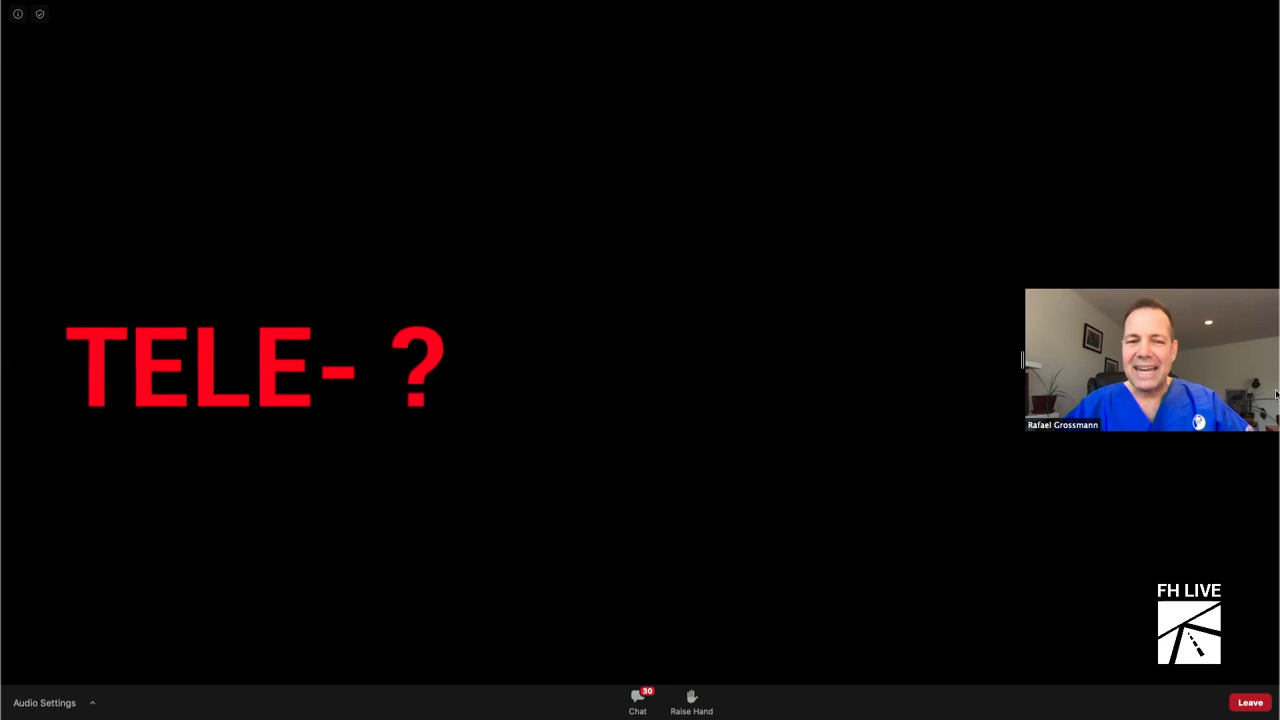 TELE- ?
Rafael Grossmann
FH LIVE
Audio Settings
30
Chat
Raise Hand
Leave